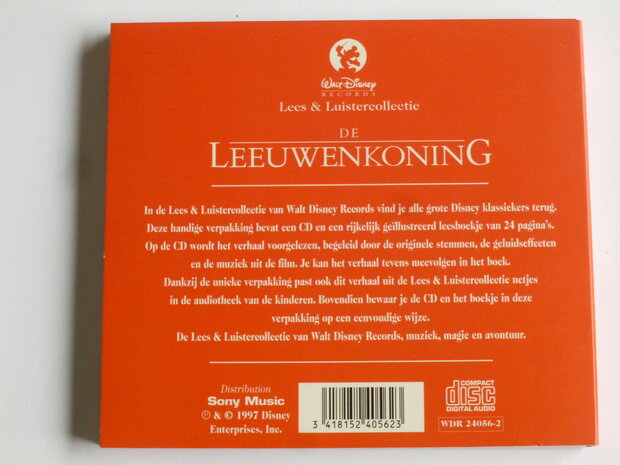 WALT DISNEY
RECORDS
Lees & Luistercollectie
DE
LEEUWENKONING
In de Lees & Luistercollectie van Walt Disney Records vind je alle grote Disney klassiekers terug.
Deze handige verpakking bevat een CD en een rijkelijk geïllustreerd leesboekje van 24 pagina's.
Op de CD wordt het verhaal voorgelezen, begeleid door de originele stemmen, de geluidseffecten
en de muziek uit de film. Je kan het verhaal tevens meevolgen in het boek.
Dankzij de unieke verpakking past ook dit verhaal uit de Lees & Luistercollectie netjes
in de audiotheek van de kinderen. Bovendien bewaar je de CD en het boekje in deze
verpakking op een eenvoudige wijze.
De Lees & Luistercollectie van Walt Disney Records, muziek, magie en avontuur.
Distribution
Sony Music
℗ & © 1997 Disney
Enterprises, Inc.
3 418152 405623
COMPACT
disc
DIGITAL AUDIO
WDR 24056-2